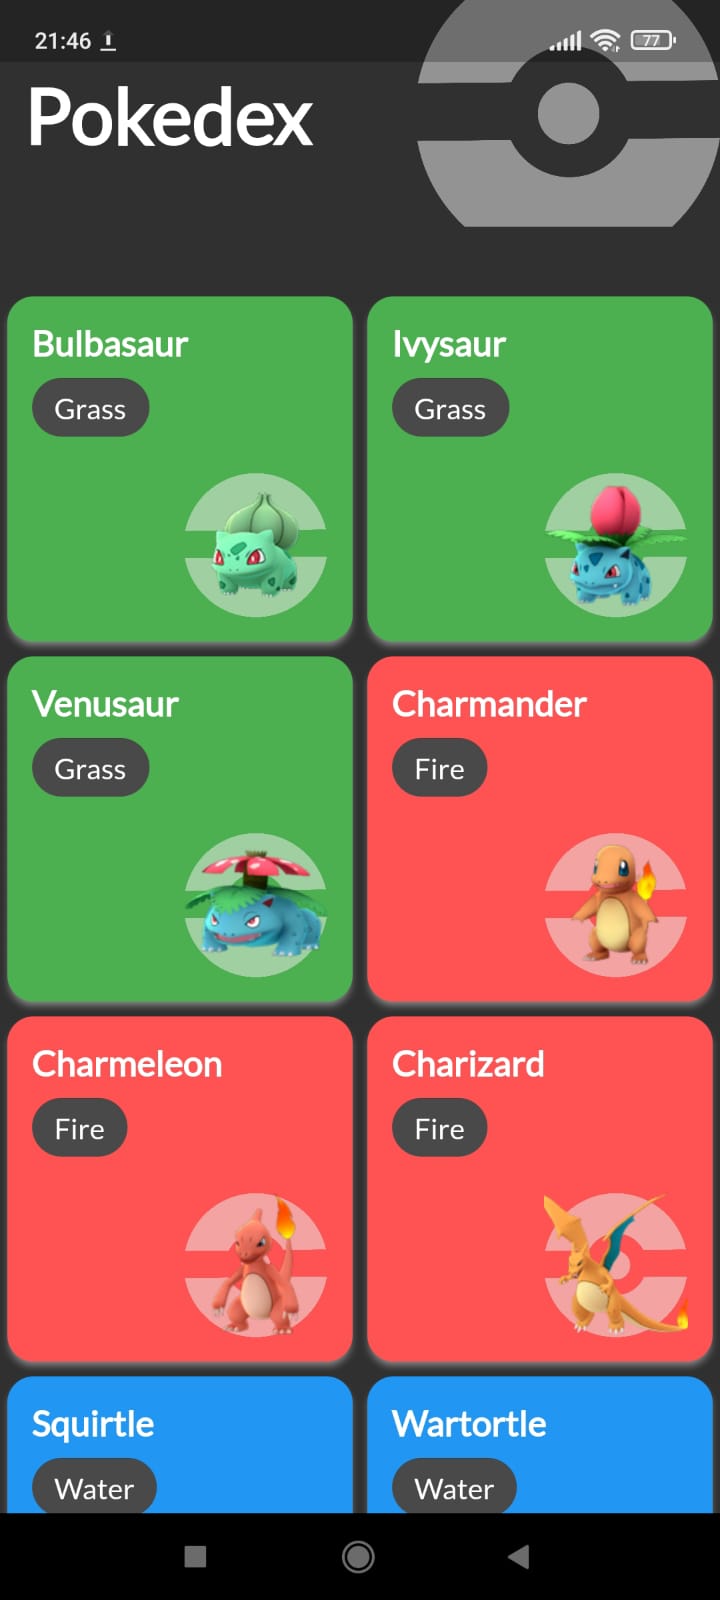 21:46
77
Pokedex
Bulbasaur
Grass
Ivysaur
Grass
Venusaur
Grass
Charmander
Fire
Charmeleon
Fire
Charizard
Fire
Squirtle
Water
Wartortle
Water